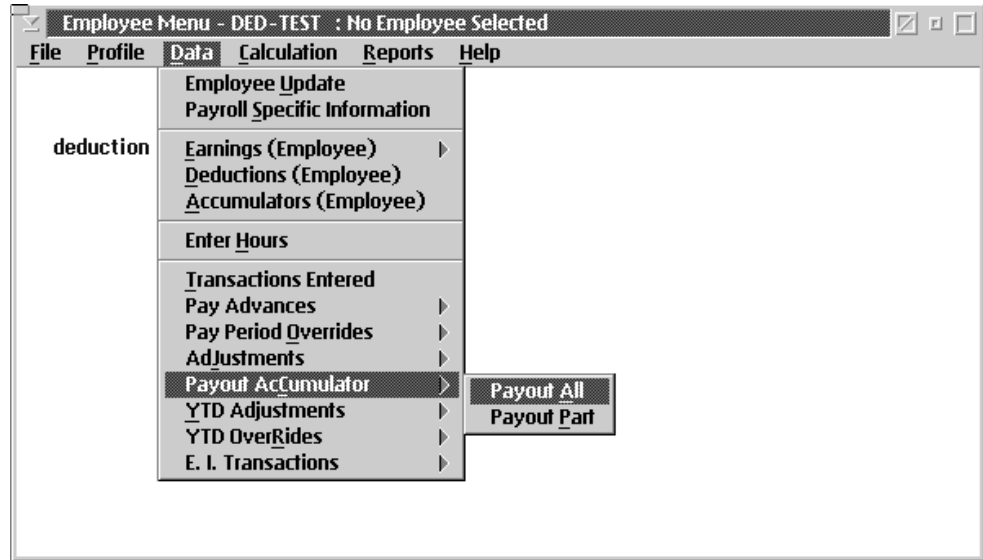 Employee Menu - DED-TEST : No Employee Selected
File Profile Data Calculation Reports Help
Employee Update
Payroll Specific Information
deduction
Earnings (Employee)
Deductions (Employee)
Accumulators (Employee)
Enter Hours
Transactions Entered
Pay Advances
Pay Period Overrides
AdJustments
Payout AcCumulator
Payout All
YTD Adjustments
Payout Part
YTD OverRides
E. I. Transactions